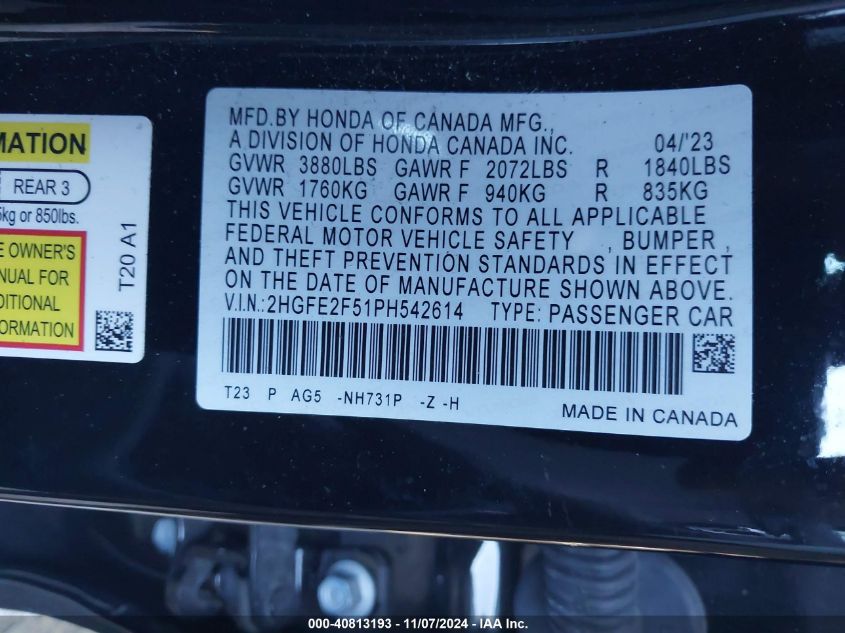 MATION
REAR 3
kg or 850lbs.
E OWNER'S
NUAL FOR
DITIONAL
FORMATION
T20 A1
MFD.BY HONDA OF CANADA MFG.,
A DIVISION OF HONDA CANADA INC. 04/'23
GVWR 3880LBS GAWR F 2072LBS R 1840LBS
GVWR 1760KG GAWR F 940KG R 835KG
THIS VEHICLE CONFORMS TO ALL APPLICABLE
FEDERAL MOTOR VEHICLE SAFETY , BUMPER ,
AND THEFT PREVENTION STANDARDS IN EFFECT
ON THE DATE OF MANUFACTURE SHOWN ABOVE.
V.I.N.:2HGFE2F51PH542614 TYPE: PASSENGER CAR
T23 P AG5 -NH731P -Z -H
MADE IN CANADA
000-40813193 - 11/07/2024 - IAA Inc.